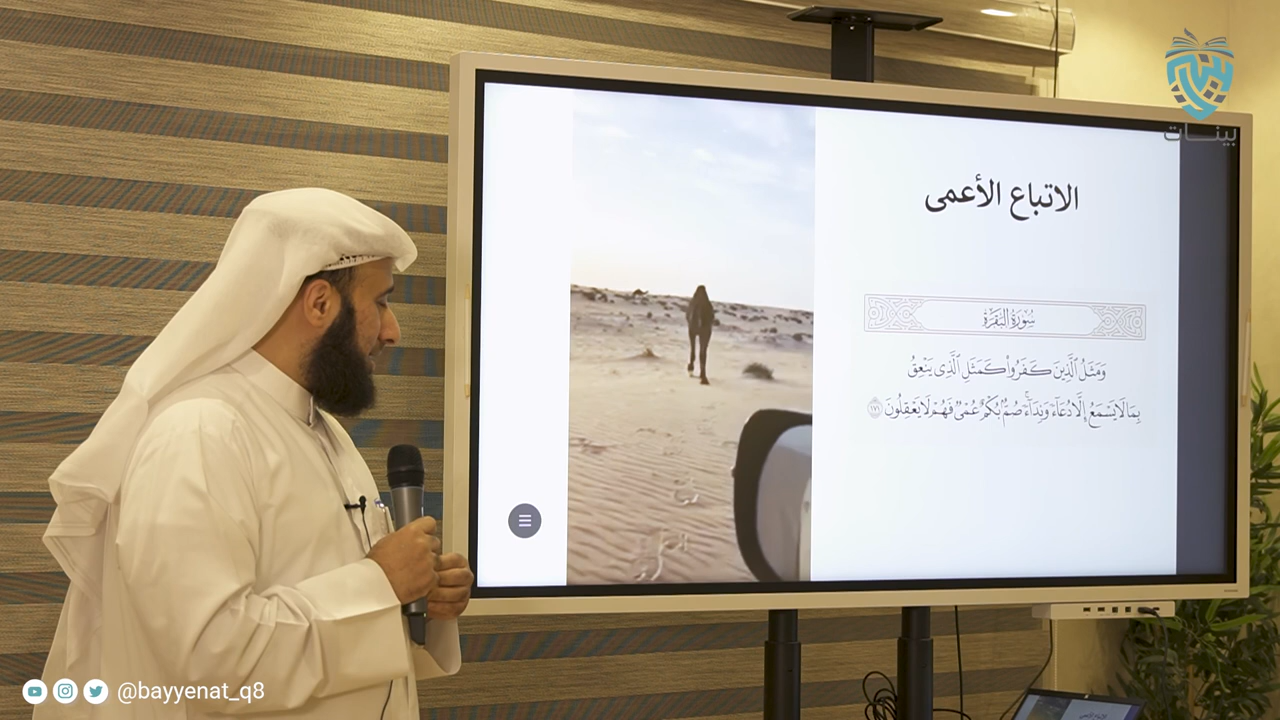 بينات
الاتباع الأعمى
سُورَةُ البَقَرَةِ
وَمَثَلُ ٱلَّذِينَ كَفَرُوا۟ كَمَثَلِ ٱلَّذِى يَنْعِقُ
بِمَا لَا يَسْمَعُ إِلَّا دُعَآءً وَنِدَآءً ۚ صُمٌّۢ بُكْمٌ عُمْىٌ فَهُمْ لَا يَعْقِلُونَ ١٧١
@bayyenat_q8